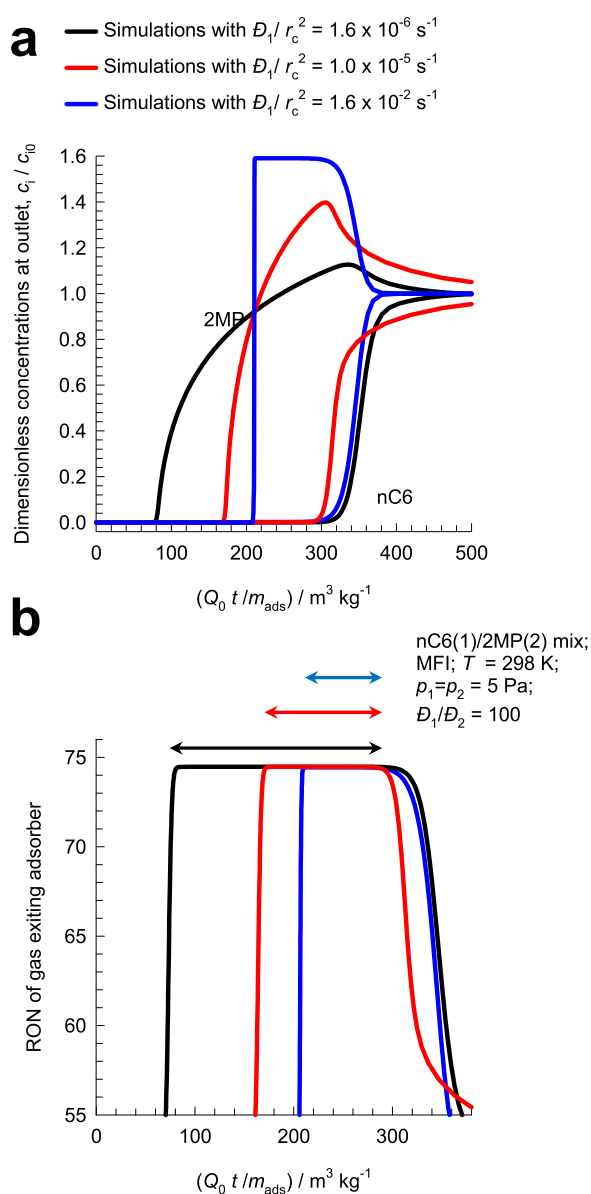 a
Simulations with Đ1/ rc2 = 1.6 x 10-6 s-1
Simulations with Đ1/ rc2 = 1.0 x 10-5 s-1
Simulations with Đ1/ rc2 = 1.6 x 10-2 s-1
Dimensionless concentrations at outlet, ci / ci0
1.6
1.4
1.2
1.0
0.8
0.6
0.4
0.2
0.0
2MP
nC6
0 100 200 300 400 500
(Q0 t /mads) / m3 kg-1
b
nC6(1)/2MP(2) mix;
MFI; T = 298 K;
p1=p2 = 5 Pa;
Đ1/Đ2 = 100
RON of gas exiting adsorber
75
70
65
60
55
0 100 200 300
(Q0 t /mads) / m3 kg-1